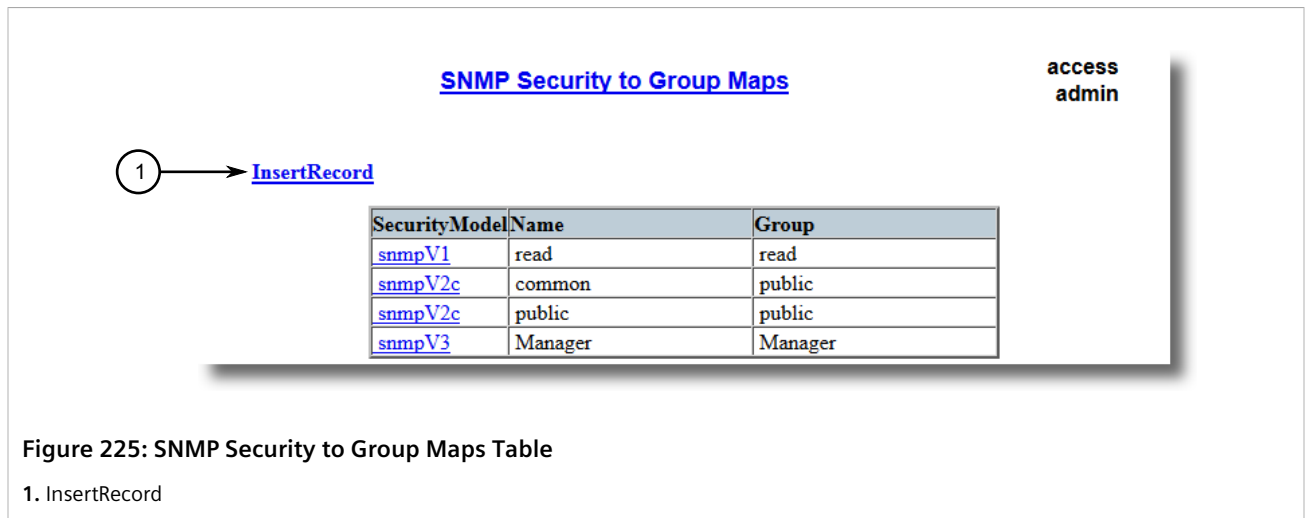 SNMP Security to Group Maps
access
admin
1
InsertRecord
SecurityModel Name Group
snmpV1 read read
snmpV2c common public
snmpV2c public public
snmpV3 Manager Manager
Figure 225: SNMP Security to Group Maps Table
1. InsertRecord